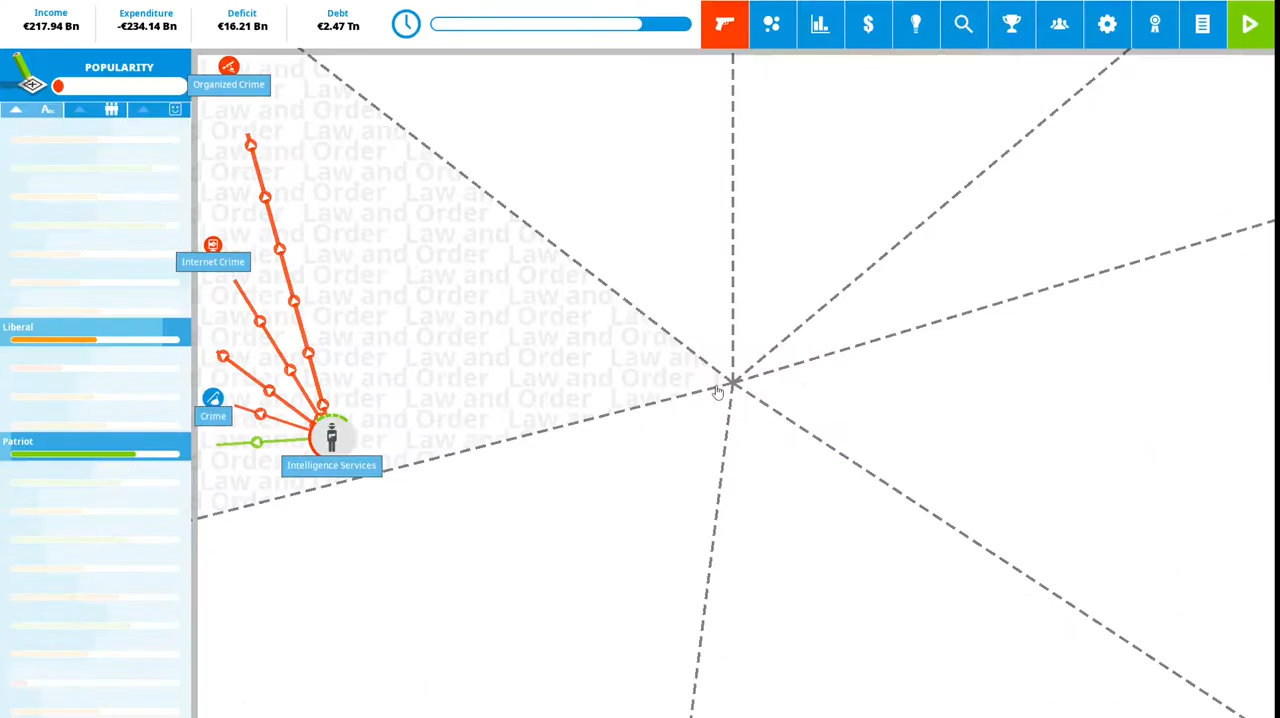 Income
€217.94 Bn
Expenditure
-€234.14 Bn
Deficit
€16.21 Bn
Debt
€2.47 Tn
POPULARITY
Organized Crime
Law and Order
Internet Crime
Liberal
Crime
Patriot
Intelligence Services